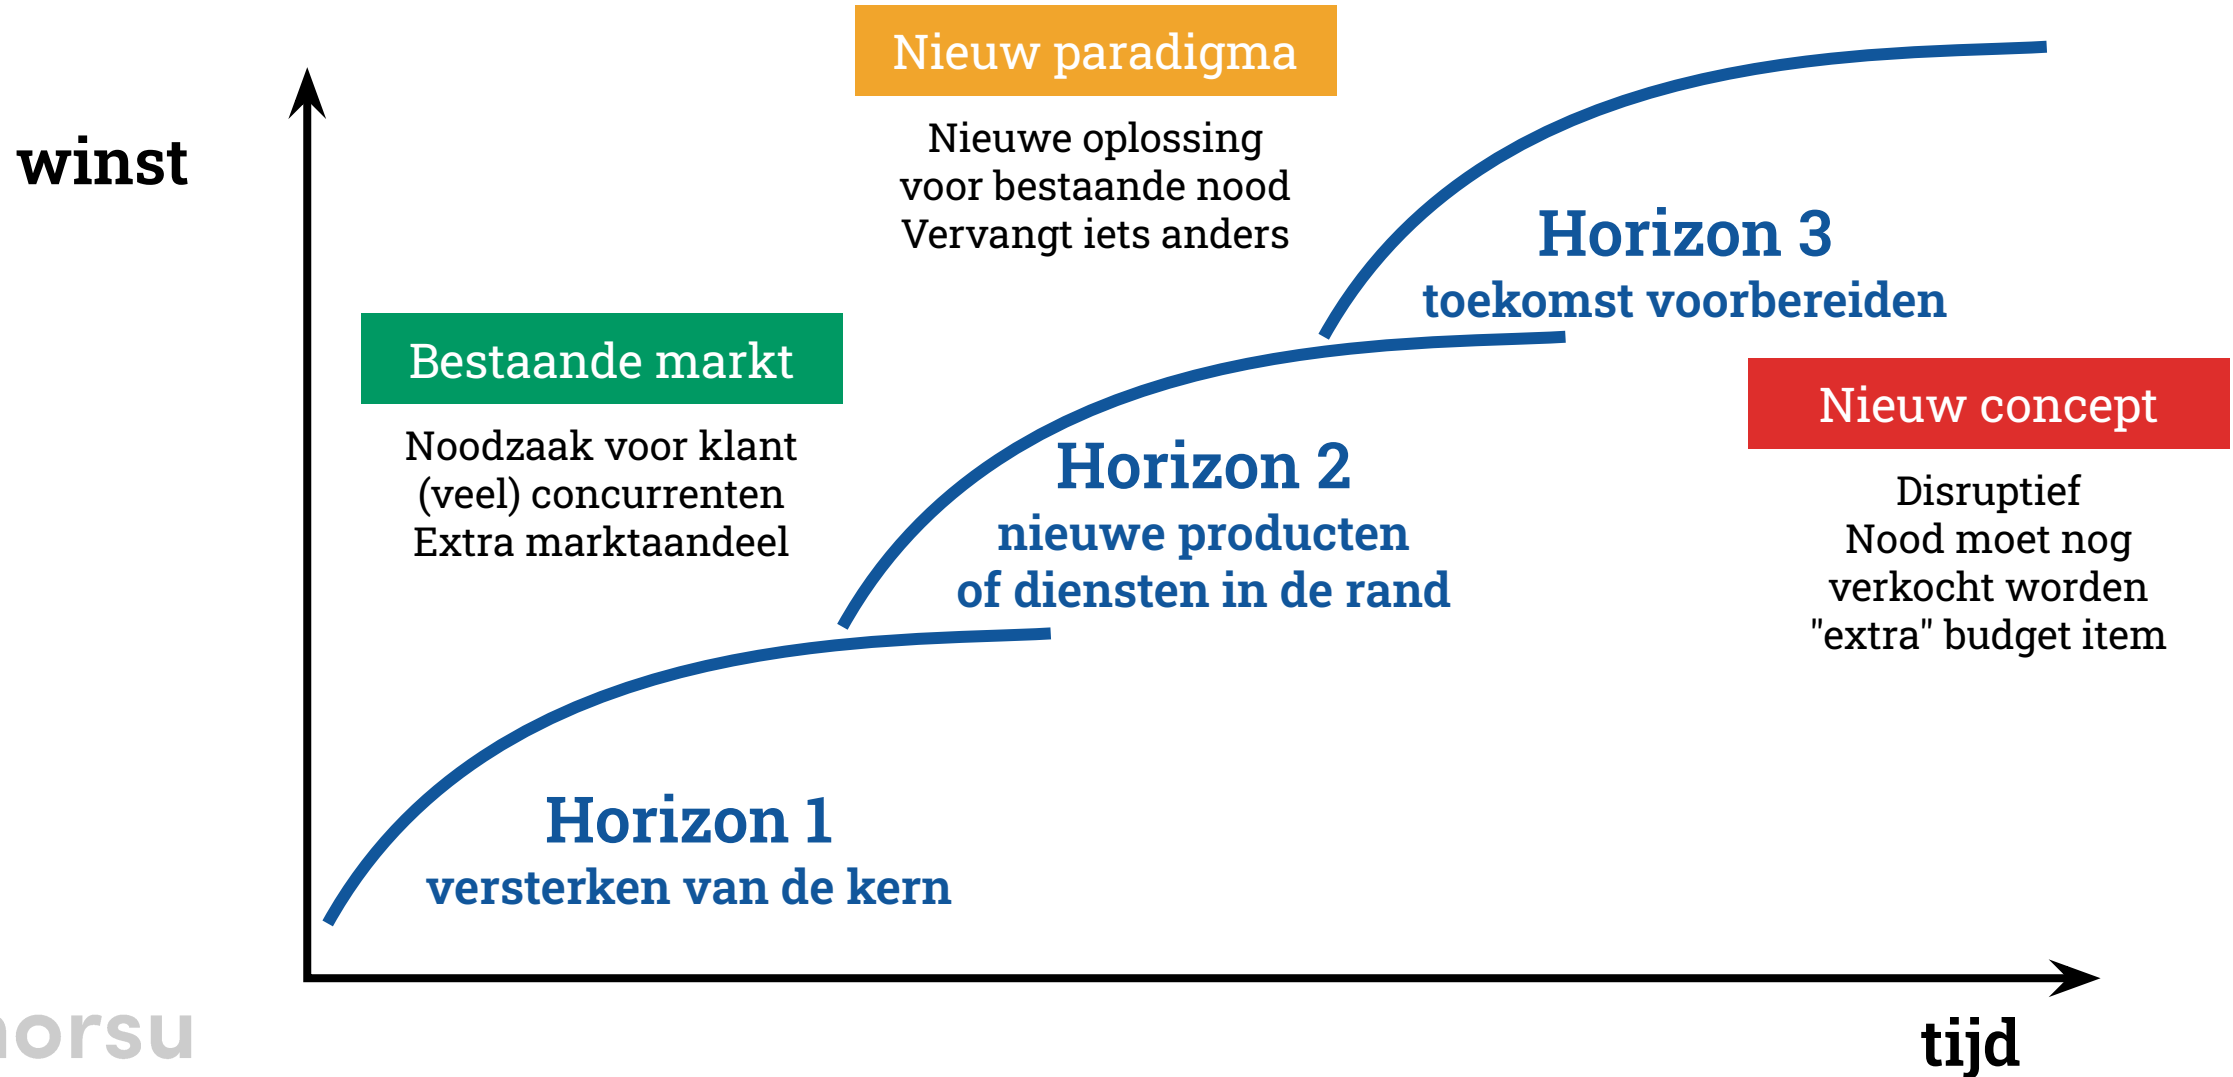 winst
Nieuw paradigma
Nieuwe oplossing
voor bestaande nood
Vervangt iets anders
Horizon 3
toekomst voorbereiden
Bestaande markt
Noodzaak voor klant
(veel) concurrenten
Extra marktaandeel
Nieuw concept
Disruptief
Nood moet nog
verkocht worden
"extra" budget item
Horizon 2
nieuwe producten
of diensten in de rand
Horizon 1
versterken van de kern
tijd